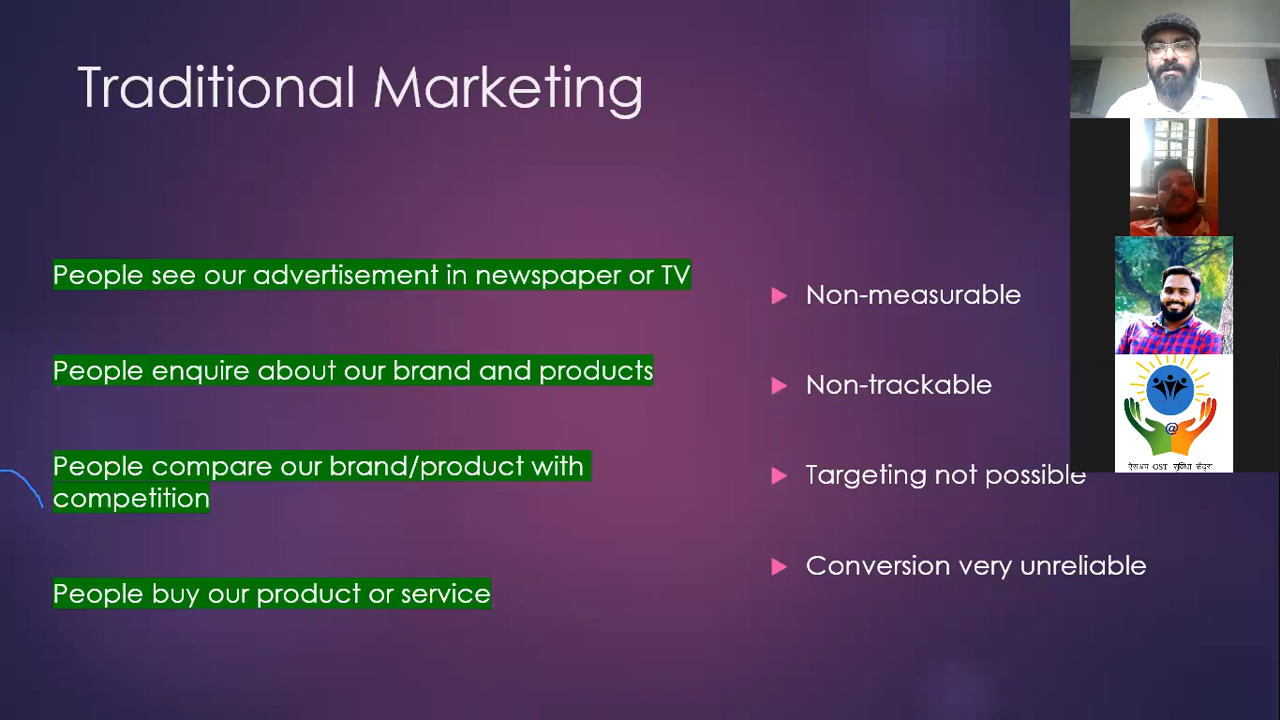 Traditional Marketing
People see our advertisement in newspaper or TV
People enquire about our brand and products
People compare our brand/product with
competition
People buy our product or service
Non-measurable
Non-trackable
Targeting not possible
Conversion very unreliable
@
ऐसअप GST सुविधा केंद्रा